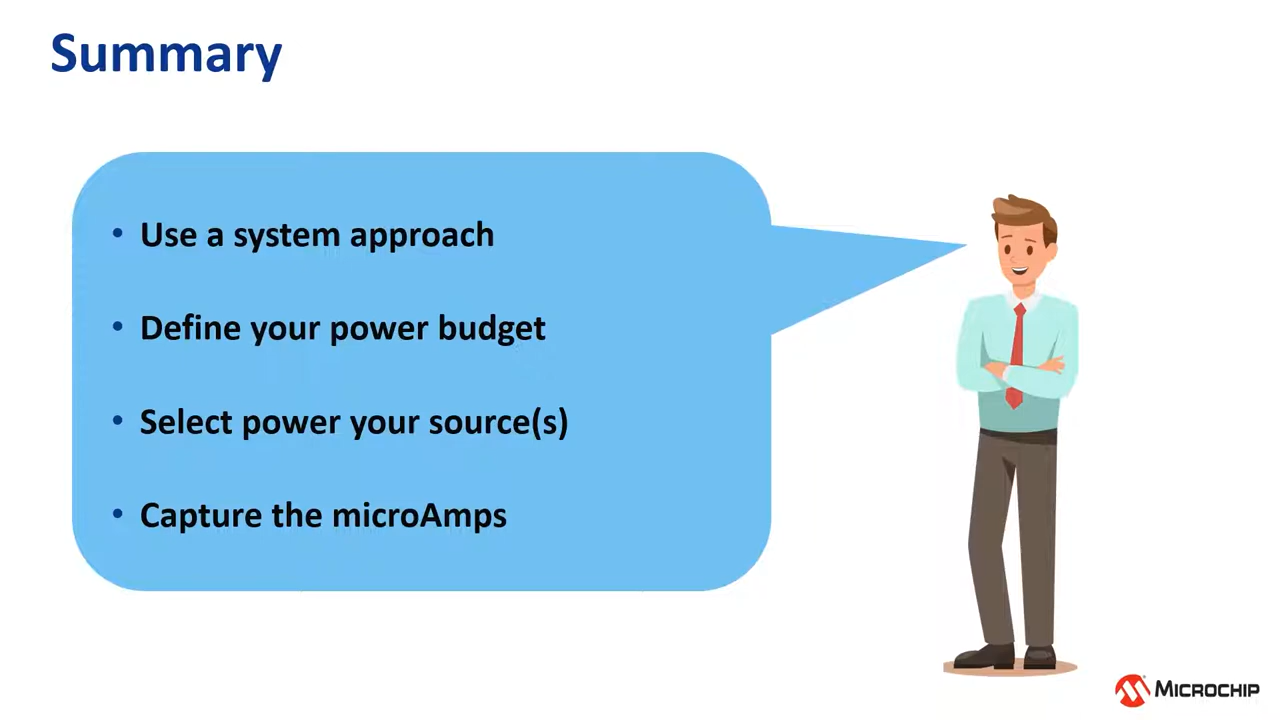 Summary
• Use a system approach
• Define your power budget
• Select power your source(s)
• Capture the microAmps
MICROCHIP